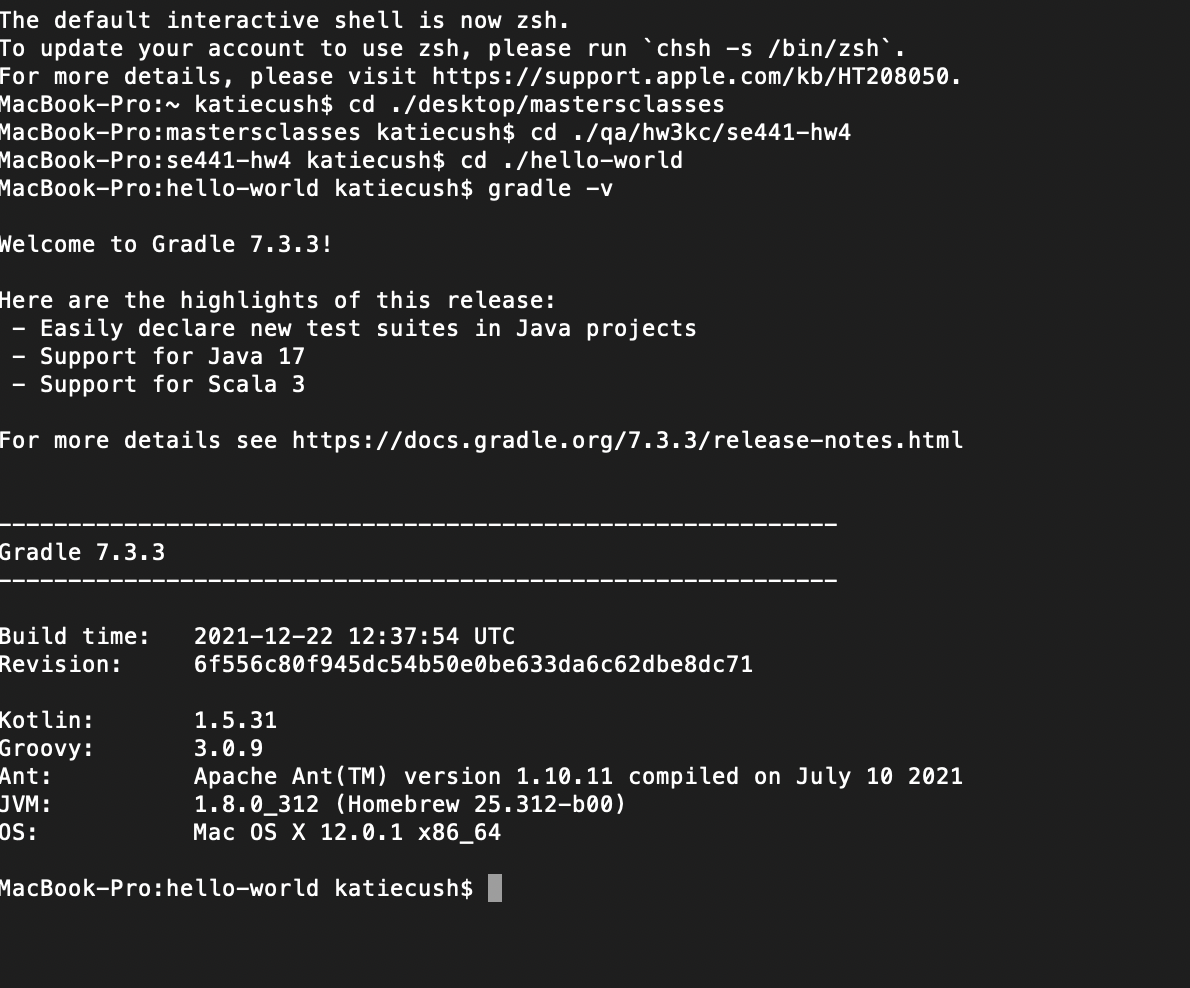 The default interactive shell is now zsh.
To update your account to use zsh, please run `chsh -s /bin/zsh`.
For more details, please visit https://support.apple.com/kb/HT208050.
MacBook-Pro:~ katiecush$ cd ./desktop/mastersclasses
MacBook-Pro:mastersclasses katiecush$ cd ./qa/hw3kc/se441-hw4
MacBook-Pro:se441-hw4 katiecush$ cd ./hello-world
MacBook-Pro:hello-world katiecush$ gradle -v
Welcome to Gradle 7.3.3!
Here are the highlights of this release:
 - Easily declare new test suites in Java projects
 - Support for Java 17
 - Support for Scala 3
For more details see https://docs.gradle.org/7.3.3/release-notes.html
------------------------------------------------------------
Gradle 7.3.3
------------------------------------------------------------
Build time:   2021-12-22 12:37:54 UTC
Revision:     6f556c80f945dc54b50e0be633da6c62dbe8dc71
Kotlin:       1.5.31
Groovy:       3.0.9
Ant:          Apache Ant(TM) version 1.10.11 compiled on July 10 2021
JVM:          1.8.0_312 (Homebrew 25.312-b00)
OS:           Mac OS X 12.0.1 x86_64
MacBook-Pro:hello-world katiecush$